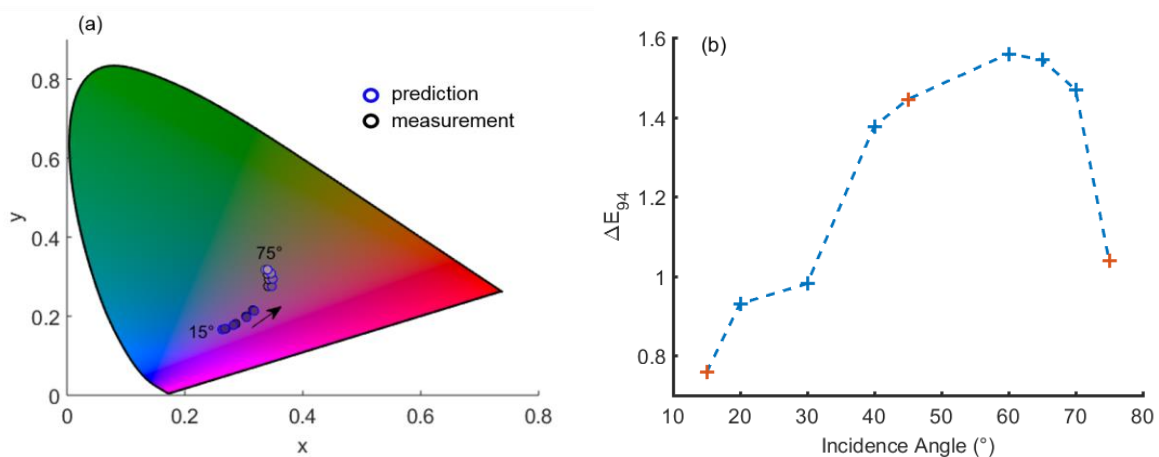 (a)
prediction
measurement
75°
15°
y
0.8
0.6
0.4
0.2
0
0 0.2 0.4 0.6 0.8
x
(b)
ΔE94
1.6
1.4
1.2
1
0.8
10 20 30 40 50 60 70 80
Incidence Angle (°)